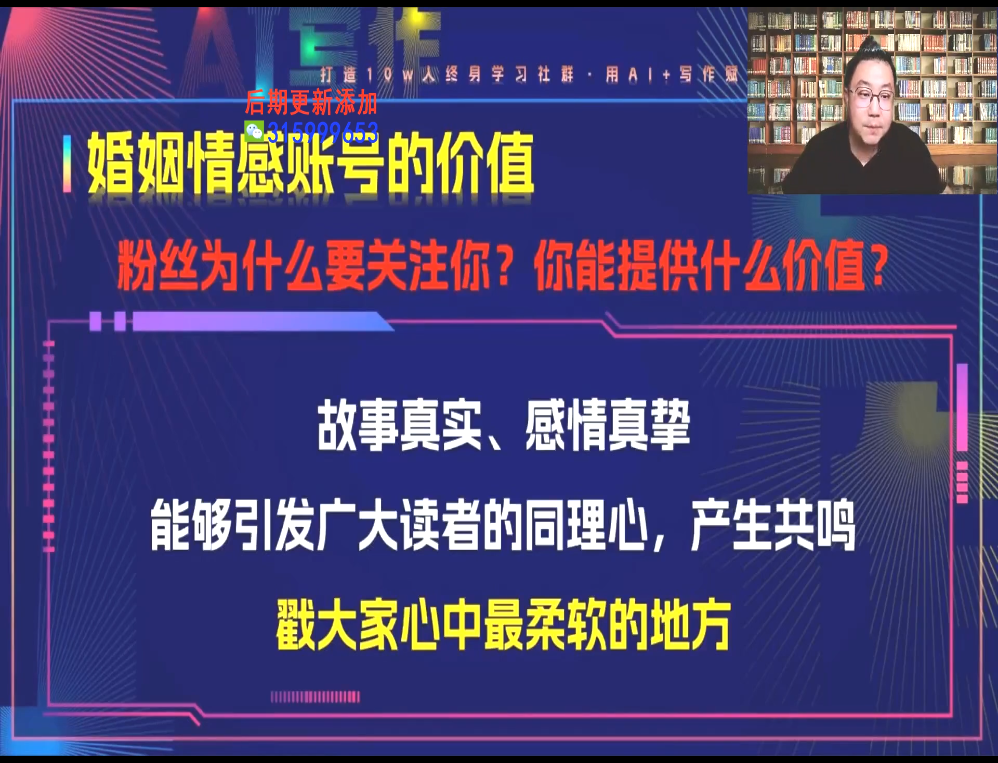 AI写作
打造10w人终身学习社群·用AI+写作赋
后期更新添加
315999653
婚姻情感账号的价值
粉丝为什么要关注你?你能提供什么价值?
故事真实、感情真挚
能够引发广大读者的同理心，产生共鸣
戳大家心中最柔软的地方